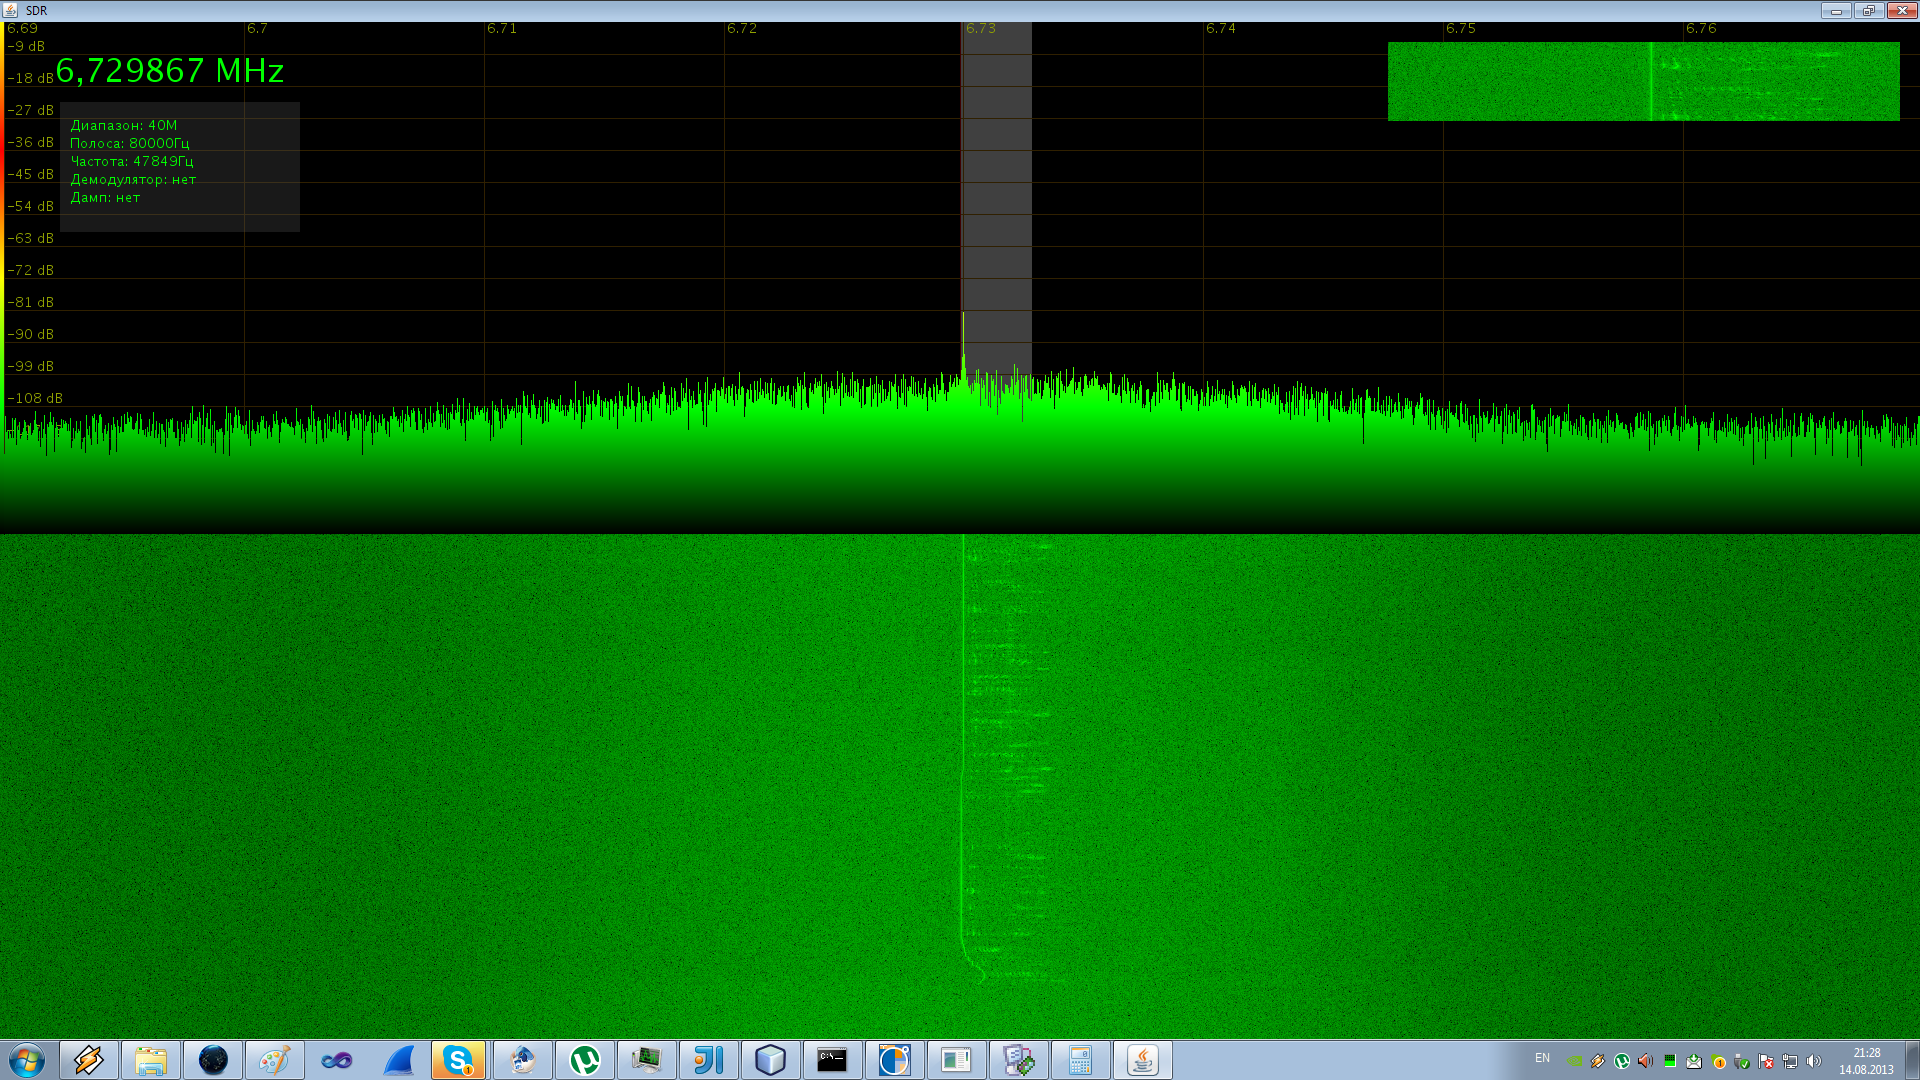 SDR
6.69 6.7 6.71 6.72 6.73 6.74 6.75 6.76
-9 dB
6,729867 MHz
-18 dB
-27 dB
Диапазон: 40M
-36 dB
Полоса: 80000Гц
Частота: 47849Гц
-45 dB
Демодулятор: нет
Дамп: нет
-54 dB
-63 dB
-72 dB
-81 dB
-90 dB
-99 dB
-108 dB
C:\_
EN
21:28
14.08.2013